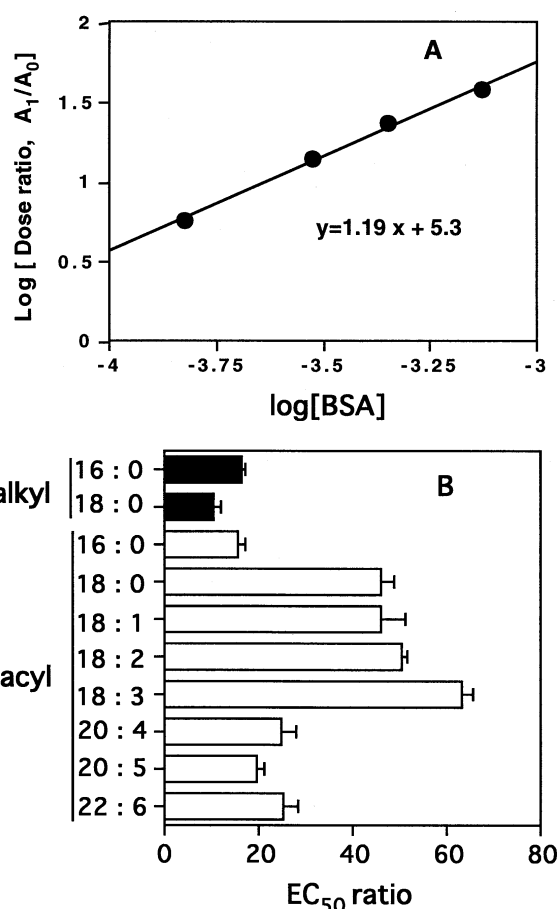 A
Log [ Dose ratio, A1/A0]
2
1.5
1
0.5
0
y=1.19 x + 5.3
-4 -3.75 -3.5 -3.25 -3
log[BSA]
B
alkyl
16 : 0
18 : 0
acyl
16 : 0
18 : 0
18 : 1
18 : 2
18 : 3
20 : 4
20 : 5
22 : 6
0 20 40 60 80
EC50 ratio